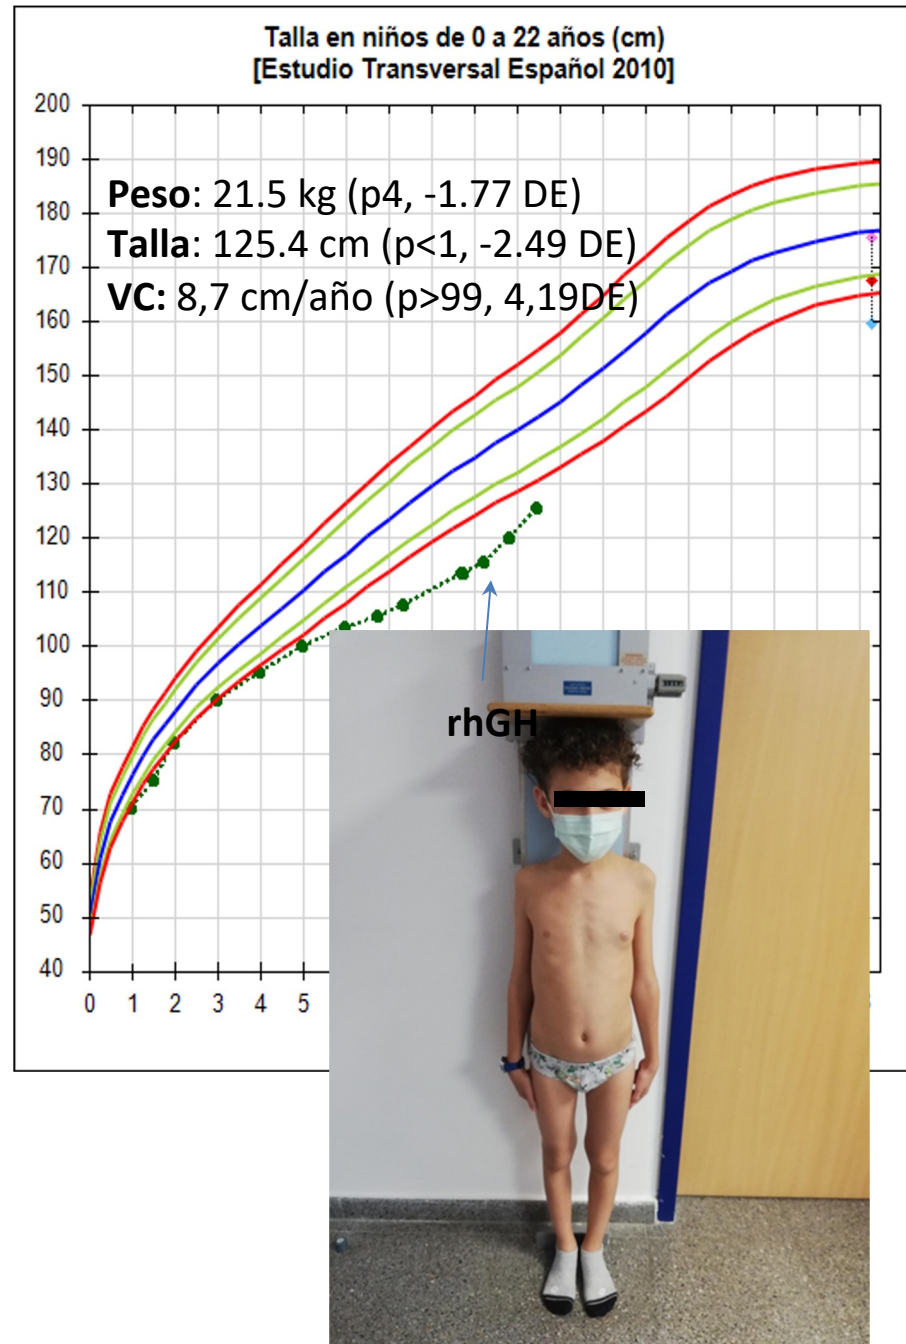 Talla en niños de 0 a 22 años (cm)
[Estudio Transversal Español 2010]
200
190
Peso: 21.5 kg (p4, -1.77 DE)
180
Talla: 125.4 cm (p<1, -2.49 DE)
170
VC: 8,7 cm/año (p>99, 4,19DE)
160
150
140
130
120
110
100
90
rhGH
80
70
60
50
40
0 1 2 3 4 5